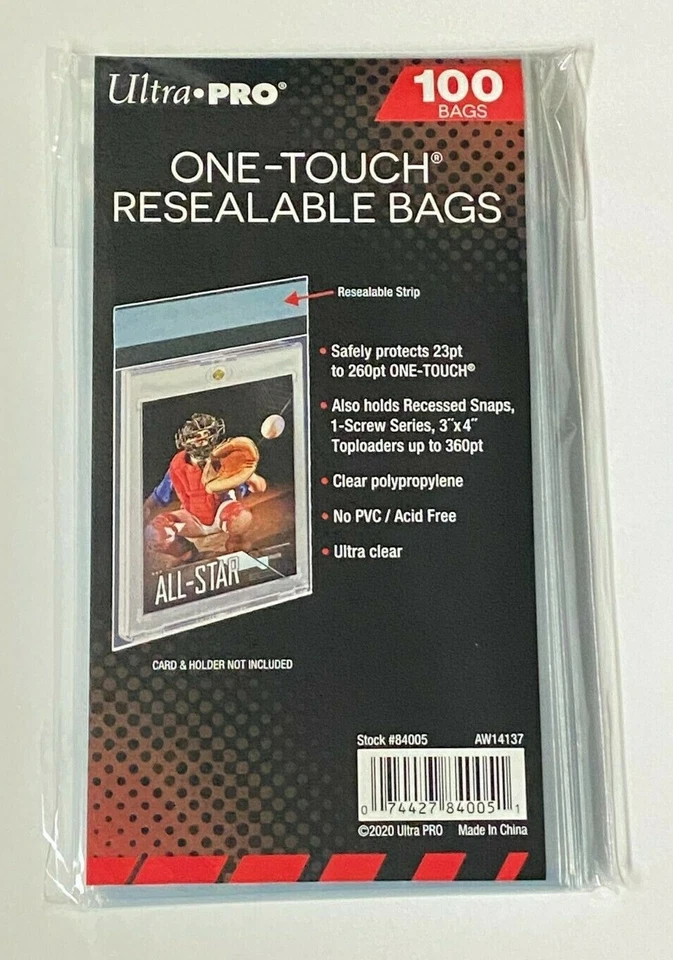 Ultra•PRO®
100
BAGS
ONE-TOUCH®
RESEALABLE BAGS
Resealable Strip
• Safely protects 23pt
to 260pt ONE-TOUCH®
• Also holds Recessed Snaps,
1-Screw Series, 3˝x4˝
Toploaders up to 360pt
• Clear polypropylene
• No PVC / Acid Free
• Ultra clear
ALL-STAR
CARD & HOLDER NOT INCLUDED
Stock #84005 AW14137
0 74427 84005 1
©2020 Ultra PRO Made In China